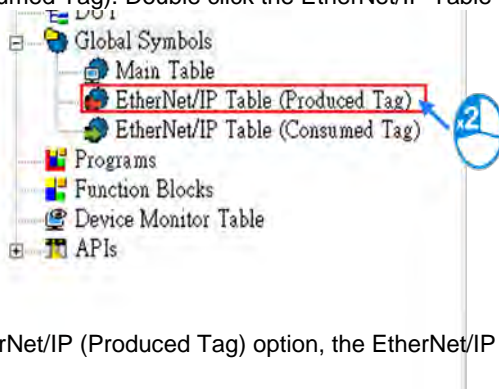 umed Tag). Double click the EtherNet/IP Table
DUT
Global Symbols
Main Table
EtherNet/IP Table (Produced Tag)
x2
EtherNet/IP Table (Consumed Tag)
Programs
Function Blocks
Device Monitor Table
APIs
rNet/IP (Produced Tag) option, the EtherNet/IP